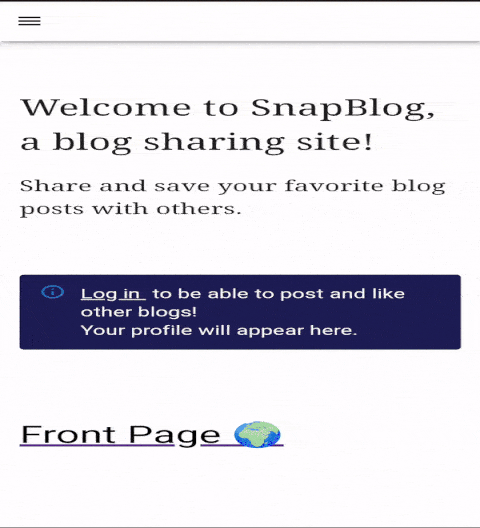 Welcome to SnapBlog,
a blog sharing site!
Share and save your favorite blog
posts with others.
Log in to be able to post and like
other blogs!
Your profile will appear here.
Front Page 🌍